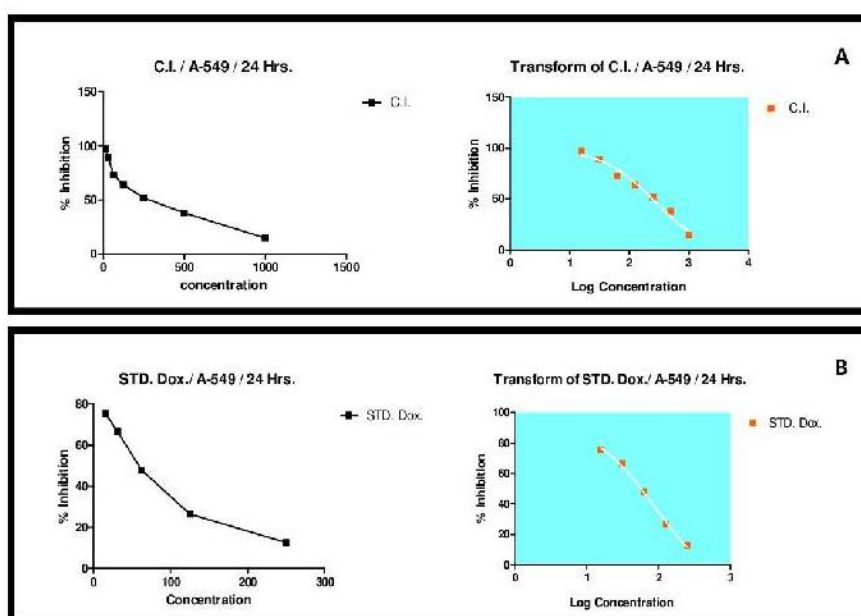 A
C.I. / A-549 / 24 Hrs.
C.I.
% Inhibition
150
100
50
0
0 500 1000 1500
concentration
Transform of C.I. / A-549 / 24 Hrs.
C.I.
% Inhibition
150
100
50
0
0 1 2 3 4
Log Concentration
B
STD. Dox./ A-549 / 24 Hrs.
STD. Dox.
% Inhibition
80
60
40
20
0
0 100 200 300
Concentration
Transform of STD. Dox./ A-549 / 24 Hrs.
STD. Dox.
% Inhibition
100
80
60
40
20
0
0 1 2 3
Log Concentration